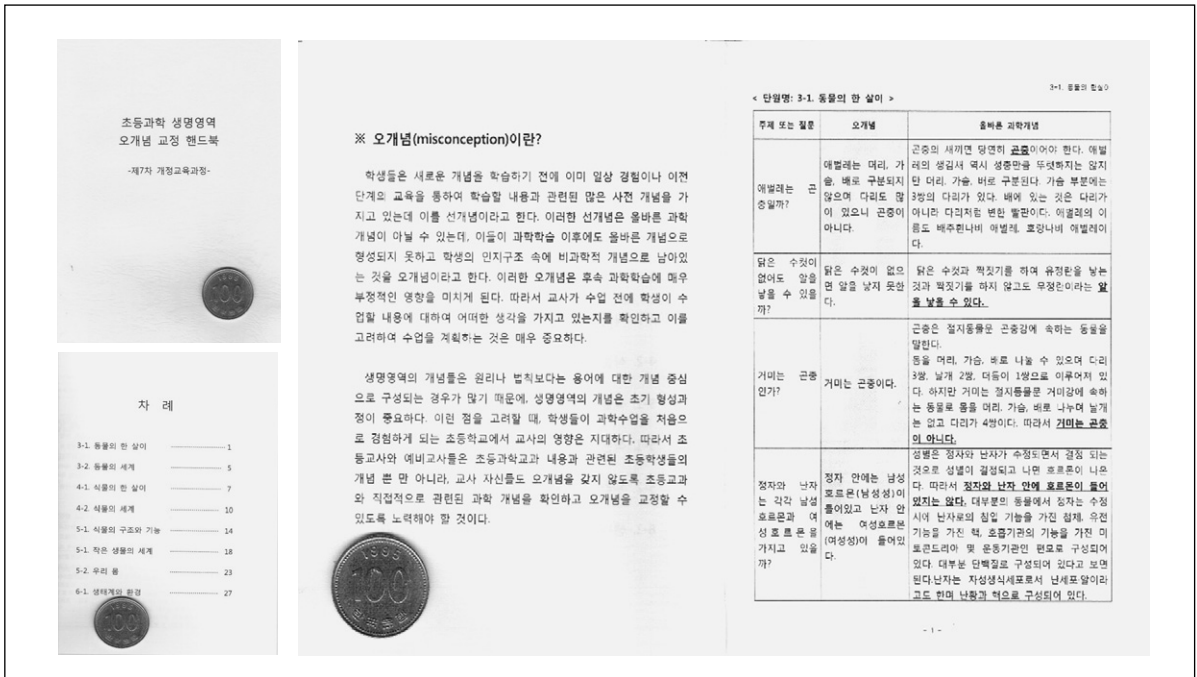 초등과학 생명영역
오개념 교정 핸드북
-제7차 개정교육과정-
100
차 례
3-1. 동물의 한 살이 1
3-2. 동물의 세계 5
4-1. 식물의 한 살이 7
4-2. 식물의 세계 10
5-1. 식물의 구조와 기능 14
5-1. 작은 생물의 세계 18
5-2. 우리 몸 23
6-1. 생태계와 환경 27
100
※ 오개념(misconception)이란?
학생들은 새로운 개념을 학습하기 전에 이미 일상 경험이나 이전
단계의 교육을 통하여 학습할 내용과 관련된 많은 사전 개념을 가
지고 있는데 이를 선개념이라고 한다. 이러한 선개념은 올바른 과학
개념이 아닐 수 있는데, 이들이 과학학습 이후에도 올바른 개념으로
형성되지 못하고 학생의 인지구조 속에 비과학적 개념으로 남아있
는 것을 오개념이라고 한다. 이러한 오개념은 후속 과학학습에 매우
부정적인 영향을 미치게 된다. 따라서 교사가 수업 전에 학생이 수
업할 내용에 대하여 어떠한 생각을 가지고 있는지를 확인하고 이를
고려하여 수업을 계획하는 것은 매우 중요하다.
생명영역의 개념들은 원리나 법칙보다는 용어에 대한 개념 중심
으로 구성되는 경우가 많기 때문에, 생명영역의 개념은 초기 형성과
정이 중요하다. 이런 점을 고려할 때, 학생들이 과학수업을 처음으
로 경험하게 되는 초등학교에서 교사의 영향은 지대하다. 따라서 초
등교사와 예비교사들은 초등과학교과 내용과 관련된 초등학생들의
개념 뿐 만 아니라, 교사 자신들도 오개념을 갖지 않도록 초등교과
와 직접적으로 관련된 과학 개념을 확인하고 오개념을 교정할 수
있도록 노력해야 할 것이다.
100
3-1. 동물의 한살이
< 단원명: 3-1. 동물의 한 살이 >
주제 또는 질문 오개념 올바른 과학개념
애벌레는 곤
충일까?
애벌레는 머리, 가
슴, 배로 구분되지
않으며 다리도 많
이 있으니 곤충이
아니다.
곤충의 새끼면 당연히 곤충이어야 한다. 애벌
레의 생김새 역시 성충만큼 뚜렷하지는 않지
만 머리, 가슴, 배로 구분된다. 가슴 부분에는
3쌍의 다리가 있다. 배에 있는 것은 다리가
아니라 다리처럼 변한 빨판이다. 애벌레의 이
름도 배추흰나비 애벌레, 호랑나비 애벌레이
다.
닭은 수컷이
없어도 알을
낳을 수 있을
까?
닭은 수컷이 없으
면 알을 낳지 못한
다.
닭은 수컷과 짝짓기를 하여 유정란을 낳는
것과 짝짓기를 하지 않고도 무정란이라는 알
을 낳을 수 있다.
거미는 곤충
인가?
거미는 곤충이다.
곤충은 절지동물문 곤충강에 속하는 동물을
말한다.
몸을 머리, 가슴, 배로 나눌 수 있으며 다리
3쌍, 날개 2쌍, 더듬이 1쌍으로 이루어져 있
다. 하지만 거미는 절지동물문 거미강에 속하
는 동물로 몸을 머리, 가슴, 배로 나누며 날개
는 없고 다리가 4쌍이다. 따라서 거미는 곤충
이 아니다.
정자와 난자
는 각각 남성
호르몬과 여
성호르몬을
가지고 있을
까?
정자 안에는 남성
호르몬(남성성)이
들어있고 난자 안
에는 여성호르몬
(여성성)이 들어있
다.
성별은 정자와 난자가 수정되면서 결정 되는
것으로 성별이 결정되고 나면 호르몬이 나온
다. 따라서 정자와 난자 안에 호르몬이 들어
있지는 않다. 대부분의 동물에서 정자는 수정
시에 난자로의 침입 기능을 가진 첨체, 유전
기능을 가진 핵, 호흡기관의 기능을 가진 미
토콘드리아 및 운동기관인 편모로 구성되어
있다. 대부분 단백질로 구성되어 있다고 보면
된다.난자는 자성생식세포로서 난세포·알이라
고도 한며 난황과 핵으로 구성되어 있다.
- 1 -